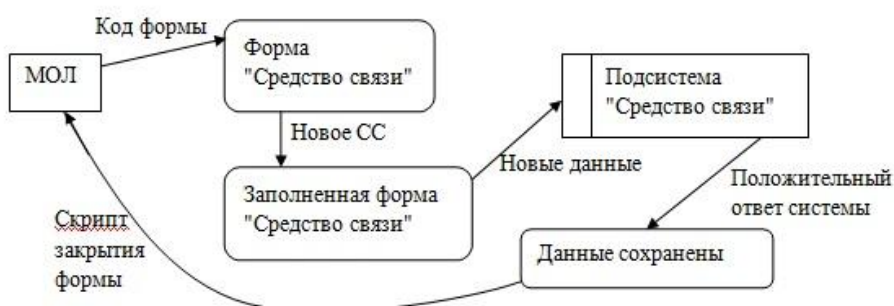 Код формы
МОЛ
Форма
"Средство связи"
Подсистема
"Средство связи"
Новое СС
Новые данные
Заполненная форма
"Средство связи"
Положительный
ответ системы
Скрипт
закрытия
формы
Данные сохранены